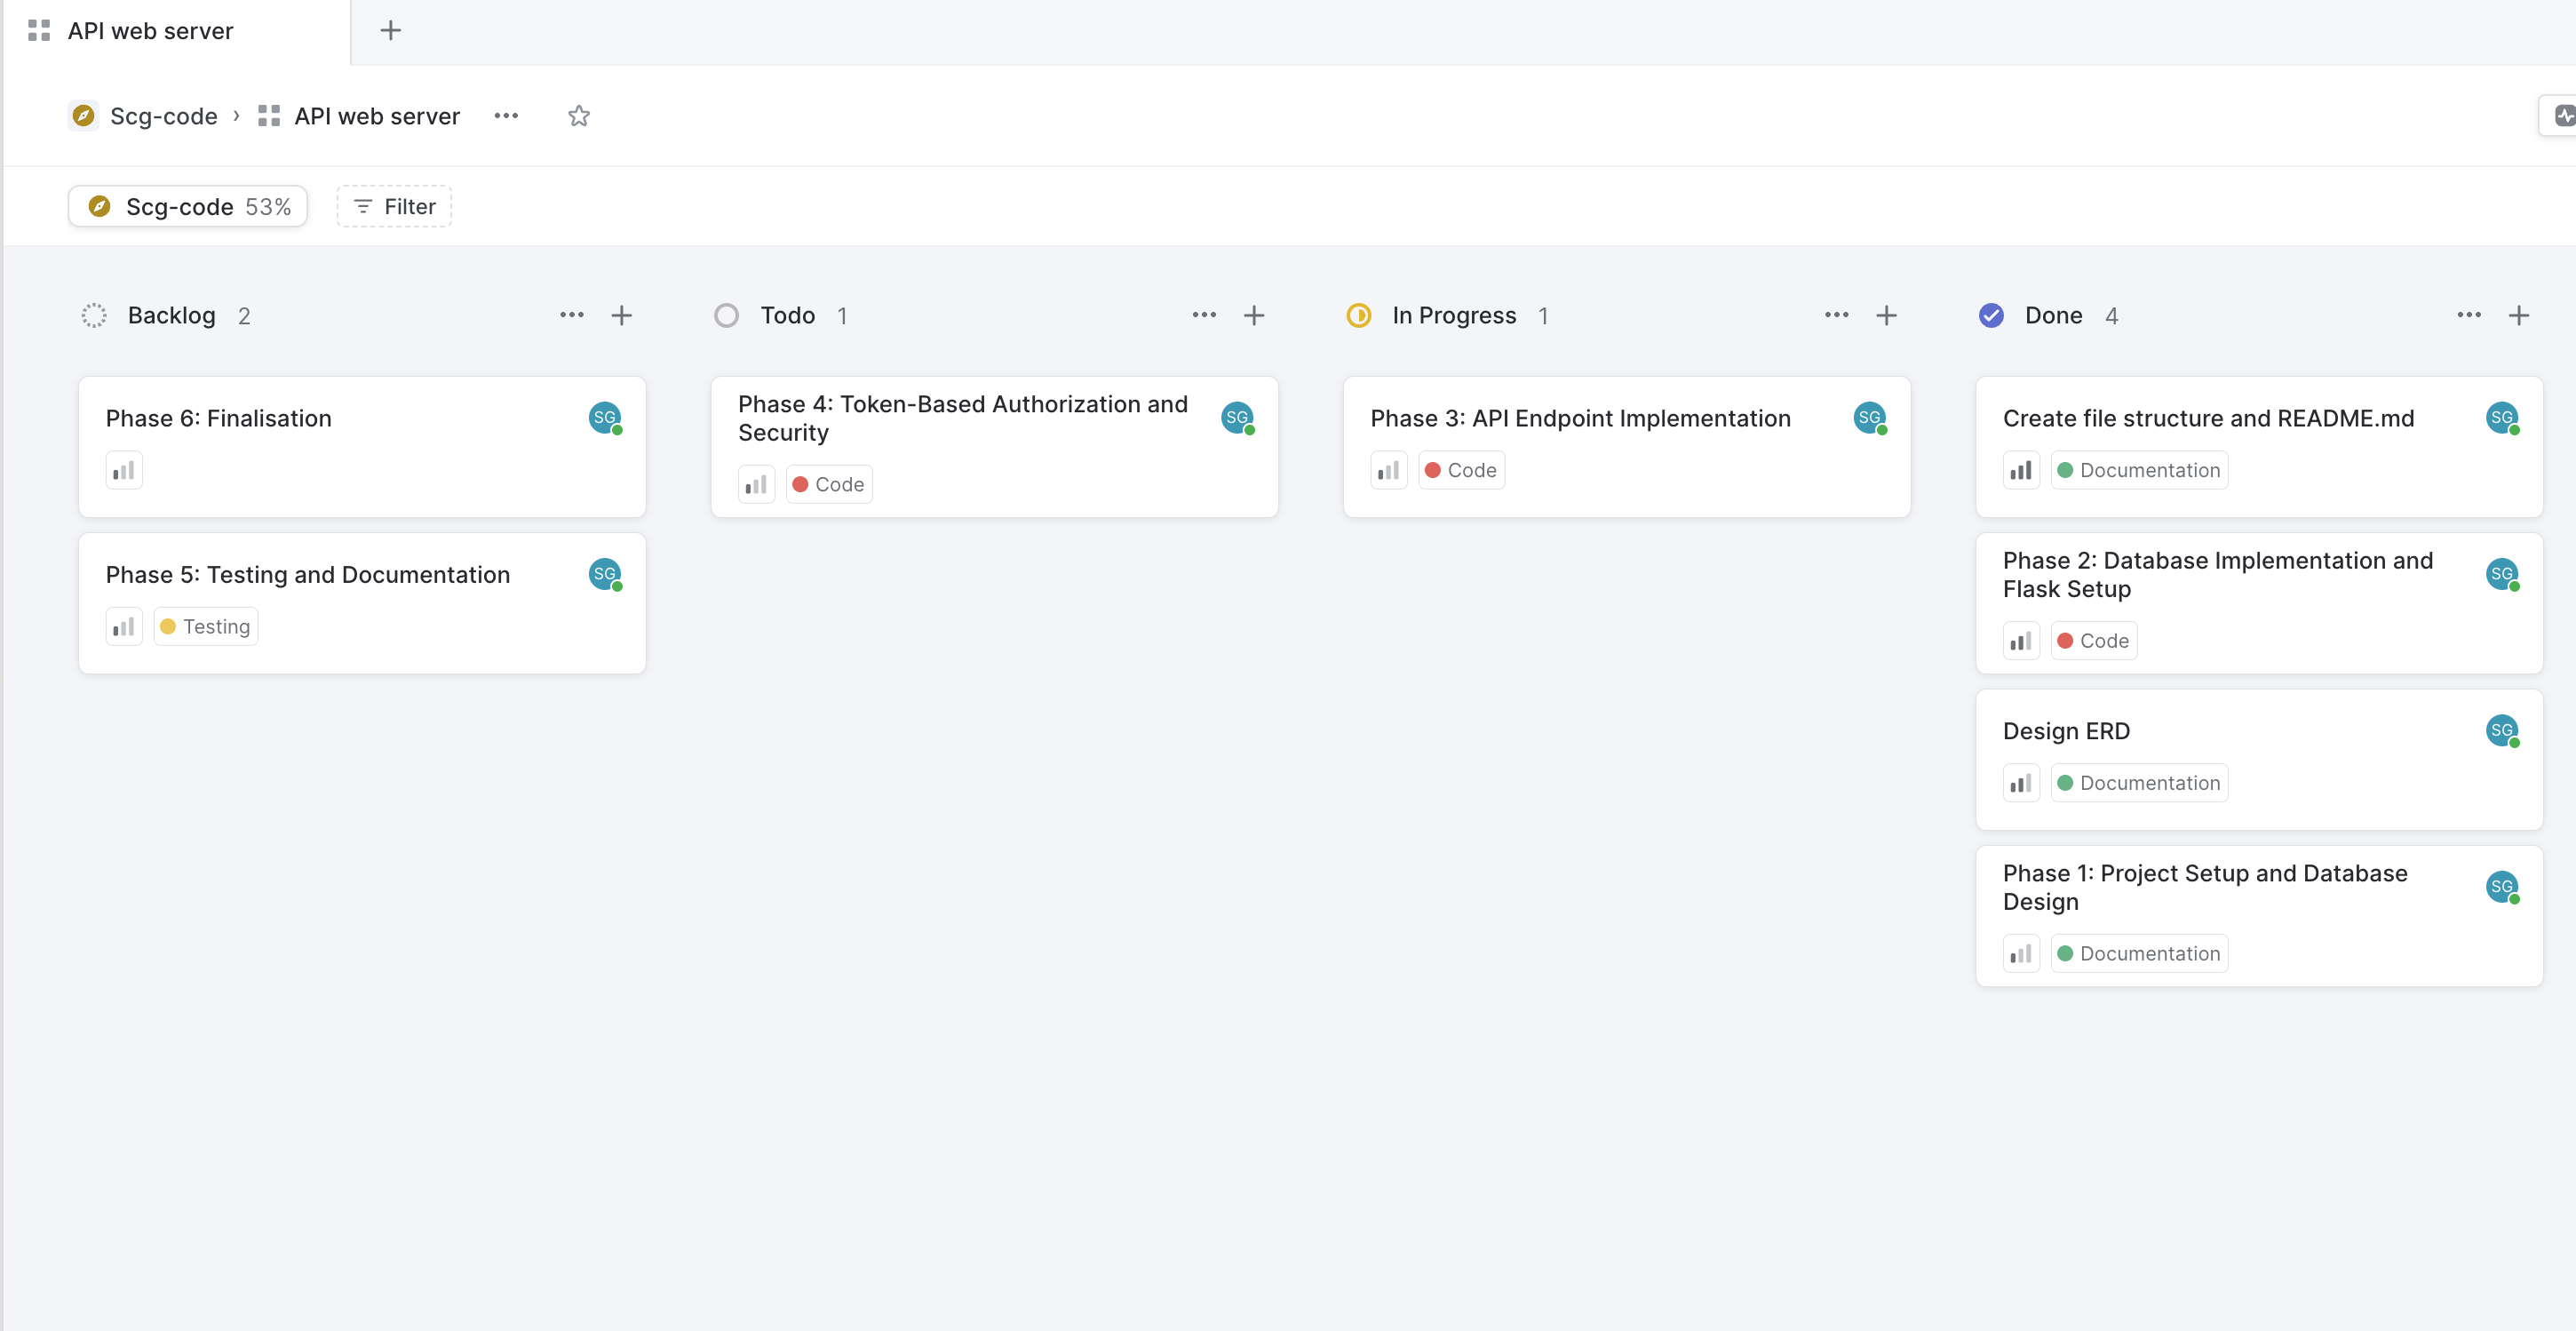 API web server
Scg-code › API web server
Scg-code 53% Filter
Backlog 2
Phase 6: Finalisation
SG
Phase 5: Testing and Documentation
SG
Testing
Todo 1
Phase 4: Token-Based Authorization and
Security
SG
Code
In Progress 1
Phase 3: API Endpoint Implementation
SG
Code
Done 4
Create file structure and README.md
SG
Documentation
Phase 2: Database Implementation and
Flask Setup
SG
Code
Design ERD
SG
Documentation
Phase 1: Project Setup and Database
Design
SG
Documentation